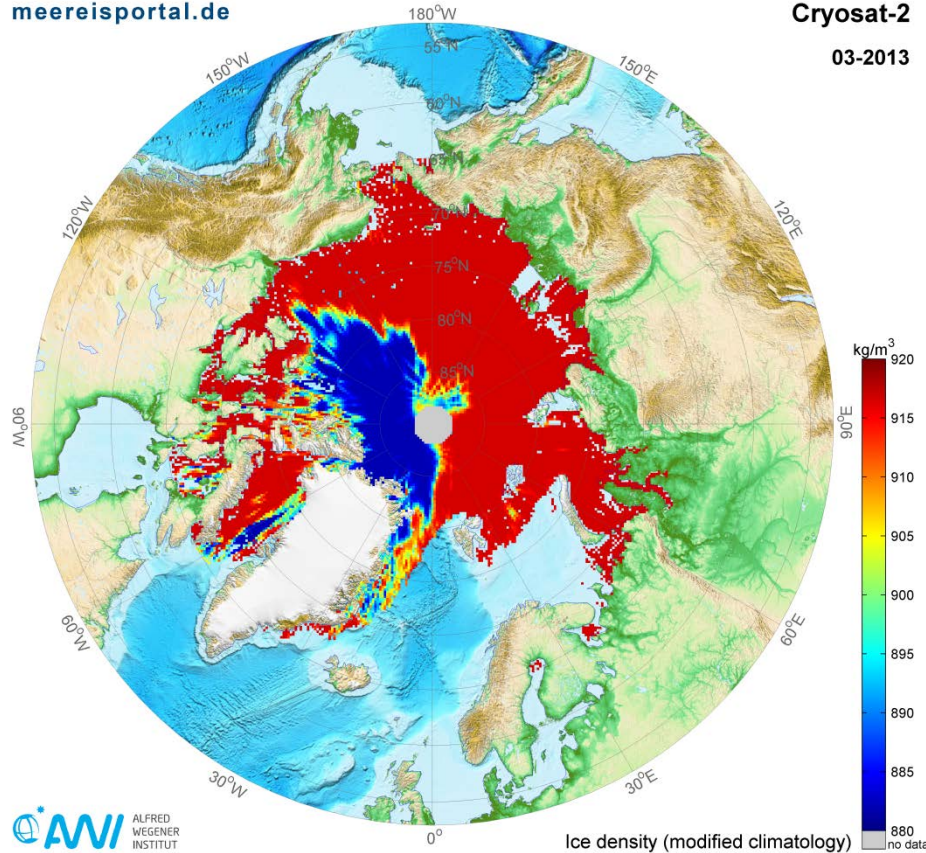 meereisportal.de
Cryosat-2
03-2013
180°W
150°W
150°E
120°W
120°E
90°W
90°E
60°W
60°E
30°W
30°E
0°
55°N
60°N
65°N
70°N
75°N
80°N
85°N
kg/m³
920
915
910
905
900
895
890
885
880
no data
Ice density (modified climatology)
AWI
ALFRED
WEGENER
INSTITUT